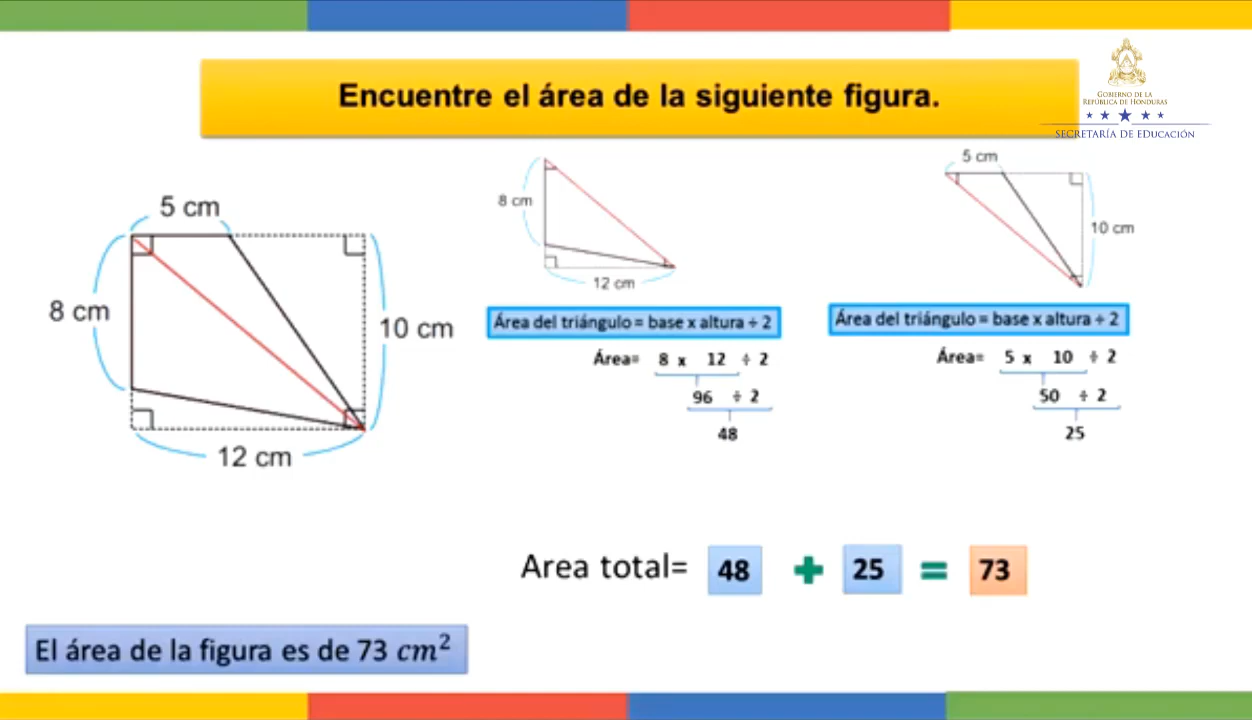 Encuentre el área de la siguiente figura.
GOBIERNO DE LA
REPÚBLICA DE HONDURAS
SECRETARÍA DE EDUCACIÓN
5 cm
8 cm
10 cm
12 cm
8 cm
12 cm
Área del triángulo = base x altura ÷ 2
Área= 8 x 12 ÷ 2
96 ÷ 2
48
5 cm
10 cm
Área del triángulo = base x altura ÷ 2
Área= 5 x 10 ÷ 2
50 ÷ 2
25
Area total= 48 + 25 = 73
El área de la figura es de 73 cm²